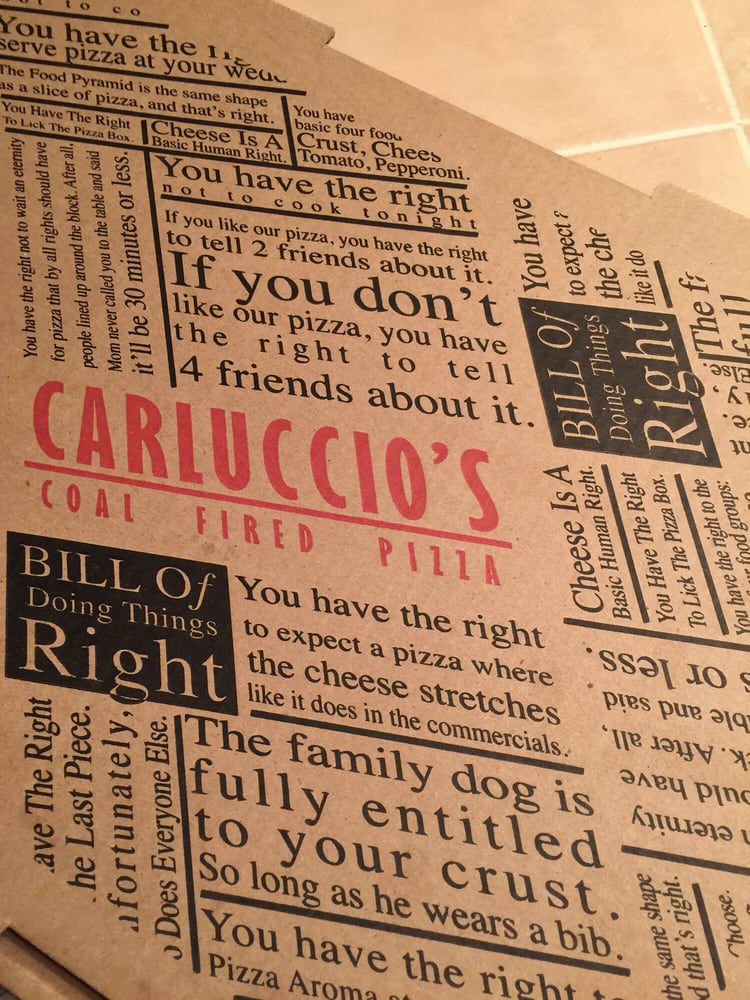 You have the
serve pizza at your
The Food Pyramid is the same shape
as a slice of pizza, and that's right.
You Have The Right
To Lick The Pizza Box.
Cheese Is A
Basic Human Right.
You have
basic four
Crust, Chees
Tomato, Pepperoni.
You have the right not to wait an eternity
for pizza that by all rights should have
people lined up around the block. After all,
Mom never called you to the table and said
it'll be 30 minutes or less.
You have the right
not to cook tonight
If you like our pizza, you have the right
to tell 2 friends about it.
If you don't
like our pizza, you have
the right to tell
4 friends about it.
You have
to expect
the
like it do
BILL Of
Doing Things
Right
The
CARLUCCIO'S
COAL FIRED PIZZA
Cheese Is A
Basic Human Right.
You Have The Right
To Lick The Pizza Box.
You have the right to the
food groups:
BILL Of
Doing Things
Right
You have the right
to expect a pizza where
the cheese stretches
like it does in the commercials.
ave The Right
he Last Piece.
fortunately,
Does Everyone Else.
The family dog is
fully entitled
to your crust.
So long as he wears a bib.
You have the right
Pizza Aroma
s or less.
and said
After all,
ould have
eternity
he same shape
d that's right.